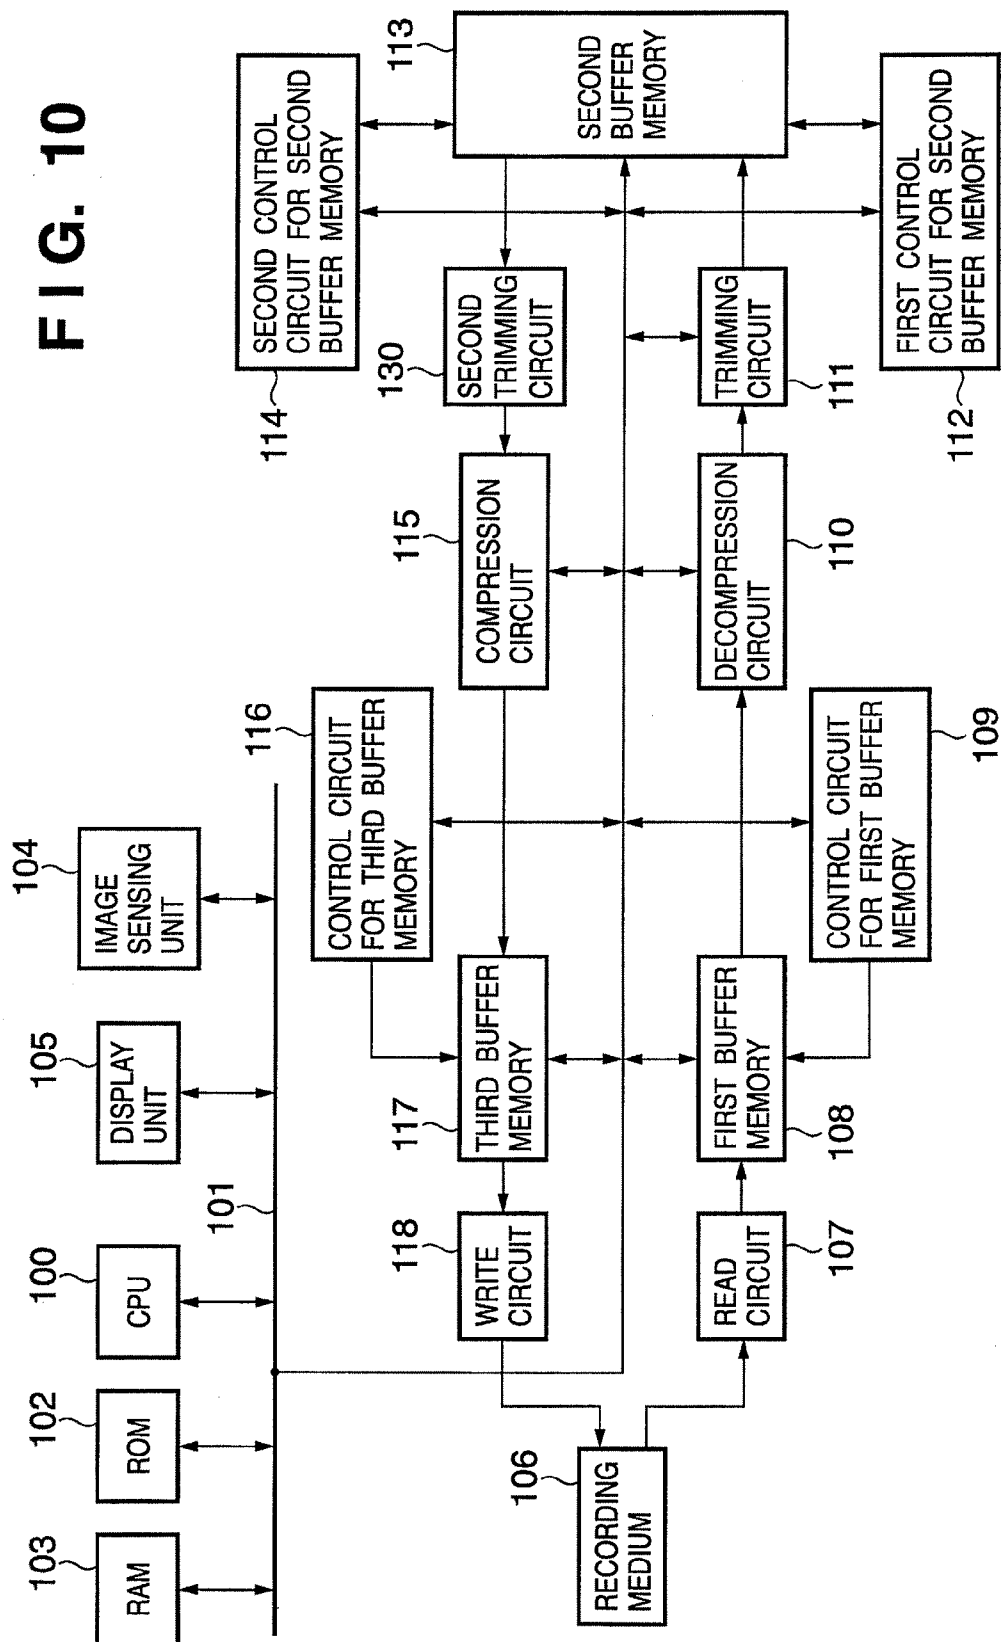 FIG. 10
103
RAM
102
ROM
100
CPU
105
DISPLAY
UNIT
104
IMAGE
SENSING
UNIT
101
116
CONTROL CIRCUIT
FOR THIRD BUFFER
MEMORY
114
SECOND CONTROL
CIRCUIT FOR SECOND
BUFFER MEMORY
118
WRITE
CIRCUIT
117
THIRD BUFFER
MEMORY
115
COMPRESSION
CIRCUIT
130
SECOND
TRIMMING
CIRCUIT
113
SECOND
BUFFER
MEMORY
106
RECORDING
MEDIUM
READ
CIRCUIT
107
FIRST BUFFER
MEMORY
108
DECOMPRESSION
CIRCUIT
110
TRIMMING
CIRCUIT
111
CONTROL CIRCUIT
FOR FIRST BUFFER
MEMORY
109
FIRST CONTROL
CIRCUIT FOR SECOND
BUFFER MEMORY
112